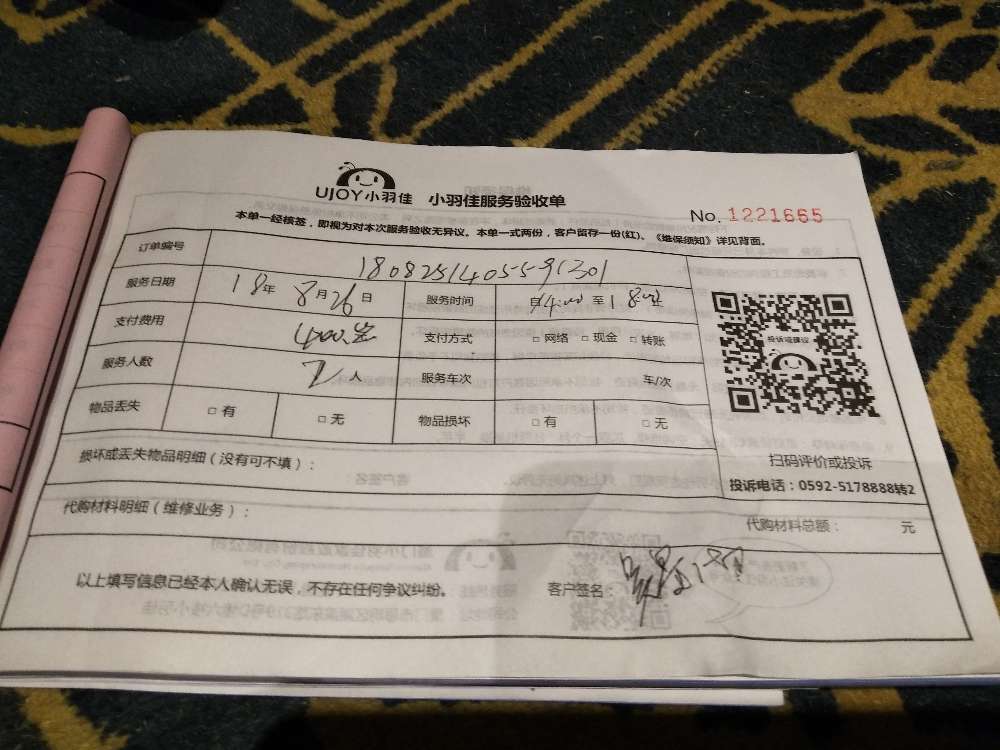 UJOY小羽佳 小羽佳服务验收单
No. 1221665
本单一经核签，即视为对本次服务验收无异议。本单一式两份，客户留存一份(红)。《维保须知》详见背面。
订单编号
服务日期 18年 8月26日 服务时间 自14:00 至 18:00
支付费用 支付方式 □ 网络 □ 现金 □ 转账
服务人数 2人 服务车次 车/次
物品丢失 □ 有 □ 无 物品损坏 □ 有 □ 无
投诉或建议
扫码评价或投诉
投诉电话：0592-5178888转2
损坏或丢失物品明细（没有可不填）：
代购材料明细（维修业务）： 代购材料总额： 元
以上填写信息已经本人确认无误，不存在任何争议纠纷。 客户签名：